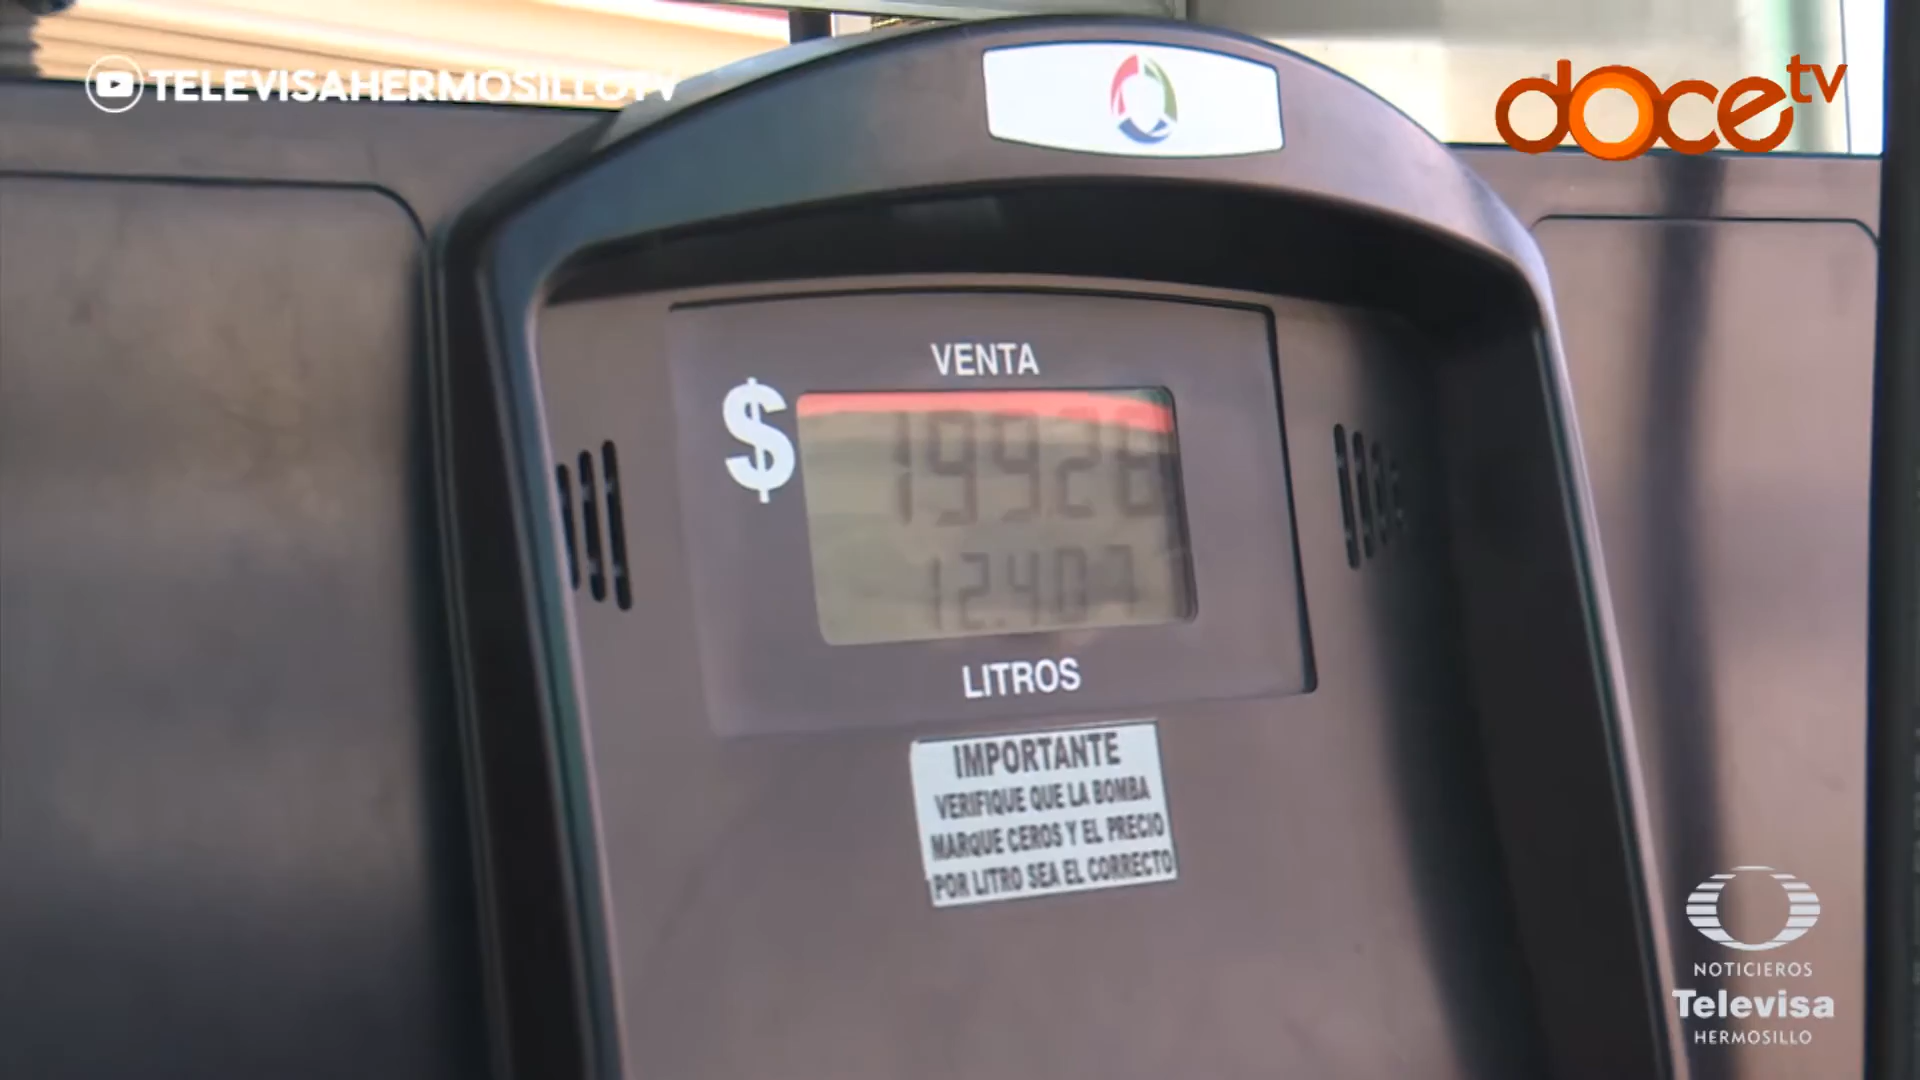 TELEVISAHERMOSILLOTV
docetv
VENTA
$ 199.28
12.407
LITROS
IMPORTANTE
VERIFIQUE QUE LA BOMBA
MARQUE CEROS Y EL PRECIO
POR LITRO SEA EL CORRECTO
NOTICIEROS
Televisa
HERMOSILLO